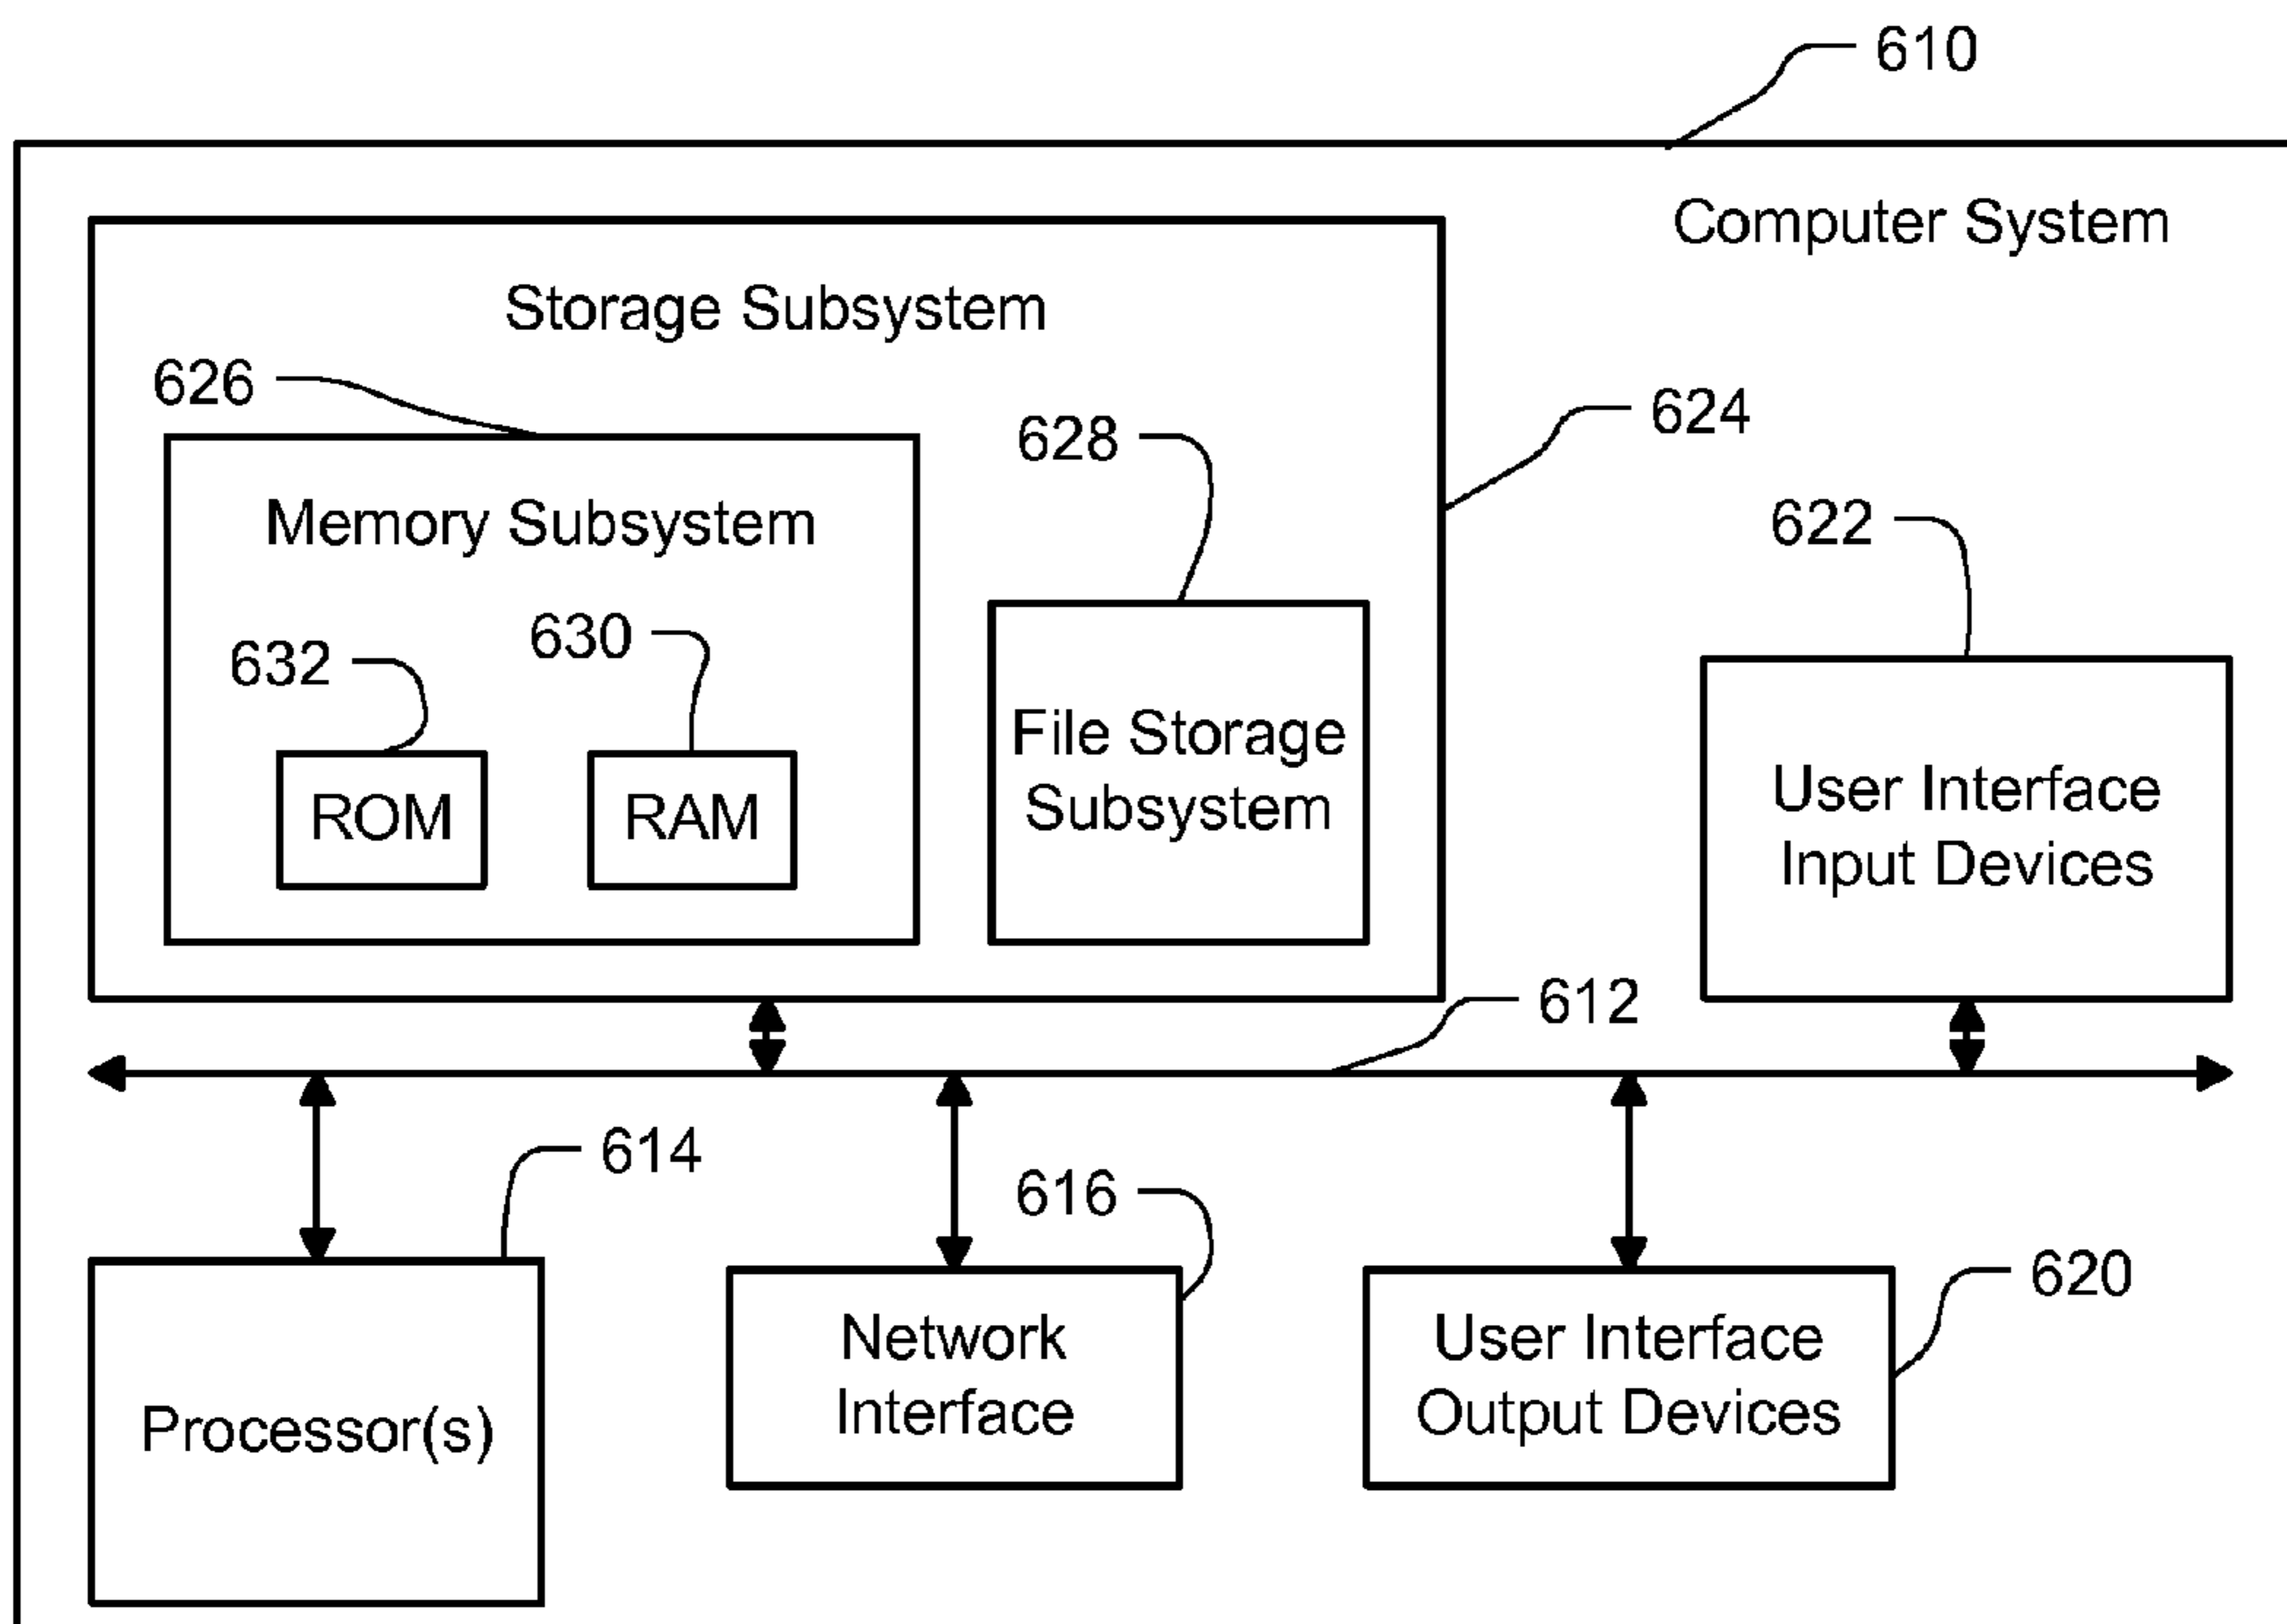 610
Computer System
Storage Subsystem
626
624
628
Memory Subsystem
622
632
630
File Storage
Subsystem
ROM
RAM
User Interface
Input Devices
612
614
616
620
Processor(s)
Network
Interface
User Interface
Output Devices